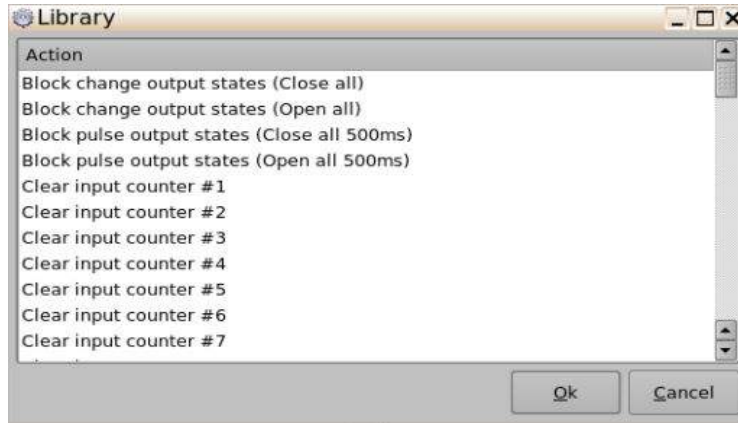 Library
Action
Block change output states (Close all)
Block change output states (Open all)
Block pulse output states (Close all 500ms)
Block pulse output states (Open all 500ms)
Clear input counter #1
Clear input counter #2
Clear input counter #3
Clear input counter #4
Clear input counter #5
Clear input counter #6
Clear input counter #7
Ok
Cancel